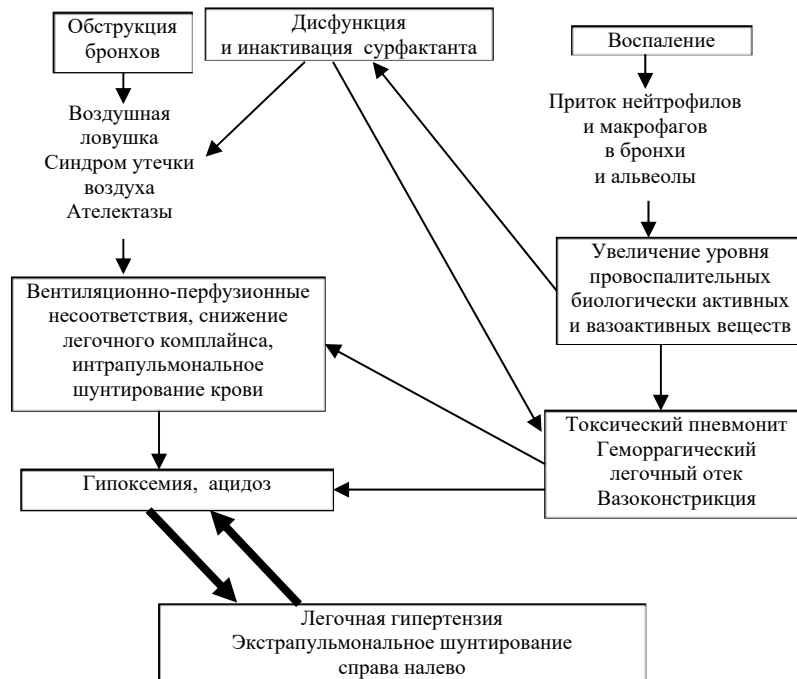 Обструкция
бронхов
Дисфункция
и инактивация сурфактанта
Воспаление
Воздушная
ловушка
Синдром утечки
воздуха
Ателектазы
Приток нейтрофилов
и макрофагов
в бронхи
и альвеолы
Увеличение уровня
провоспалительных
биологически активных
и вазоактивных веществ
Вентиляционно-перфузионные
несоответствия, снижение
легочного комплайнса,
интрапульмональное
шунтирование крови
Токсический пневмонит
Геморрагический
легочный отек
Вазоконстрикция
Гипоксемия, ацидоз
Легочная гипертензия
Экстрапульмональное шунтирование
справа налево